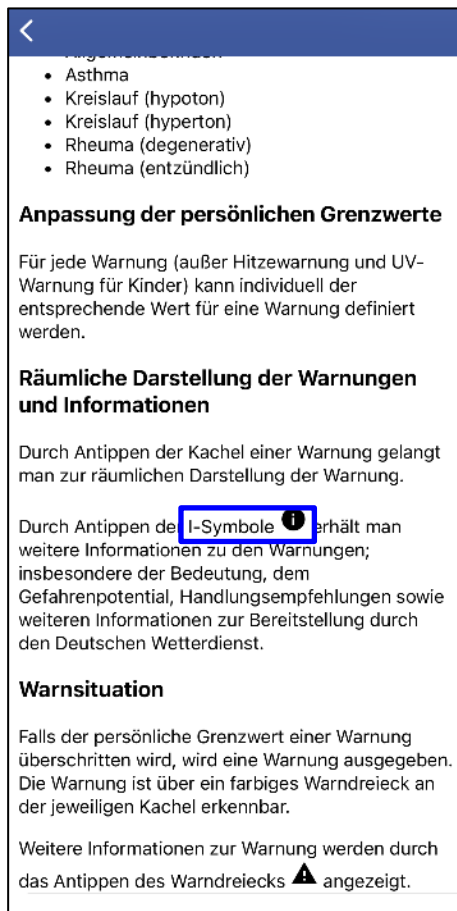 • Asthma
• Kreislauf (hypoton)
• Kreislauf (hyperton)
• Rheuma (degenerativ)
• Rheuma (entzündlich)
Anpassung der persönlichen Grenzwerte
Für jede Warnung (außer Hitzewarnung und UV-
Warnung für Kinder) kann individuell der
entsprechende Wert für eine Warnung definiert
werden.
Räumliche Darstellung der Warnungen
und Informationen
Durch Antippen der Kachel einer Warnung gelangt
man zur räumlichen Darstellung der Warnung.
Durch Antippen der I-Symbole i erhält man
weitere Informationen zu den Warnungen;
insbesondere der Bedeutung, dem
Gefahrenpotential, Handlungsempfehlungen sowie
weiteren Informationen zur Bereitstellung durch
den Deutschen Wetterdienst.
Warnsituation
Falls der persönliche Grenzwert einer Warnung
überschritten wird, wird eine Warnung ausgegeben.
Die Warnung ist über ein farbiges Warndreieck an
der jeweiligen Kachel erkennbar.
Weitere Informationen zur Warnung werden durch
das Antippen des Warndreiecks angezeigt.